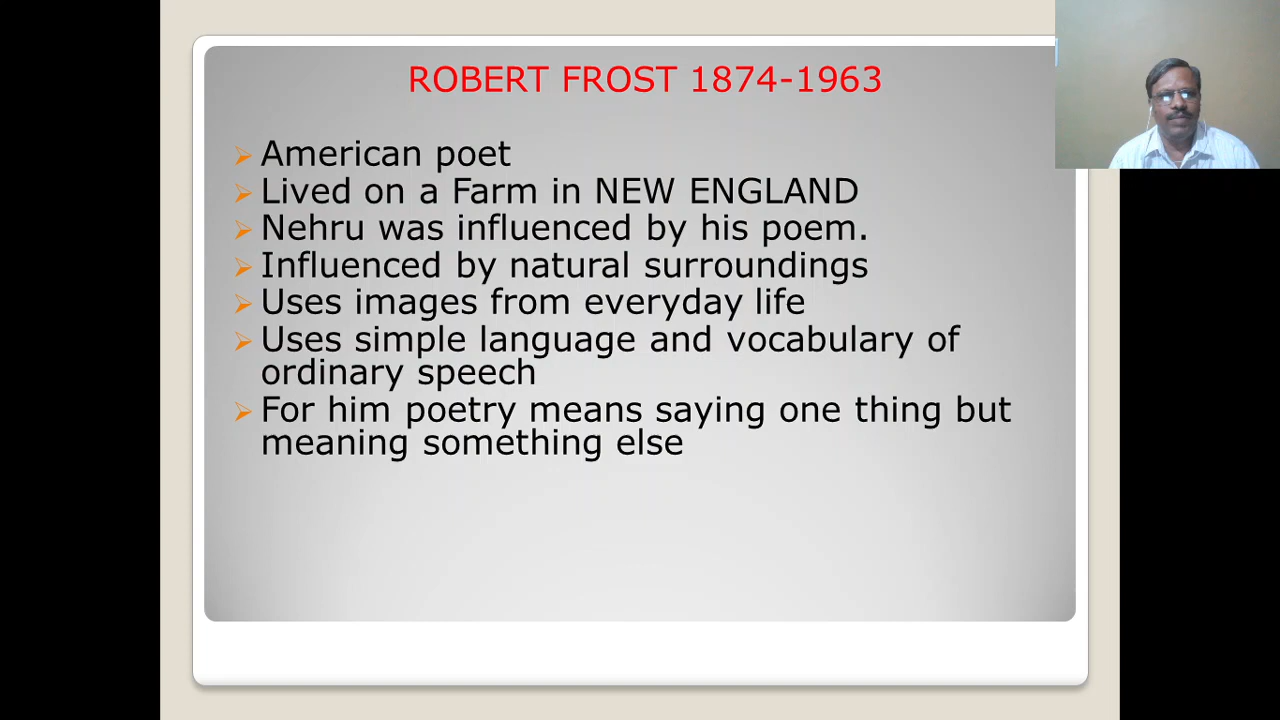 ROBERT FROST 1874-1963
American poet
Lived on a Farm in NEW ENGLAND
Nehru was influenced by his poem.
Influenced by natural surroundings
Uses images from everyday life
Uses simple language and vocabulary of
ordinary speech
For him poetry means saying one thing but
meaning something else